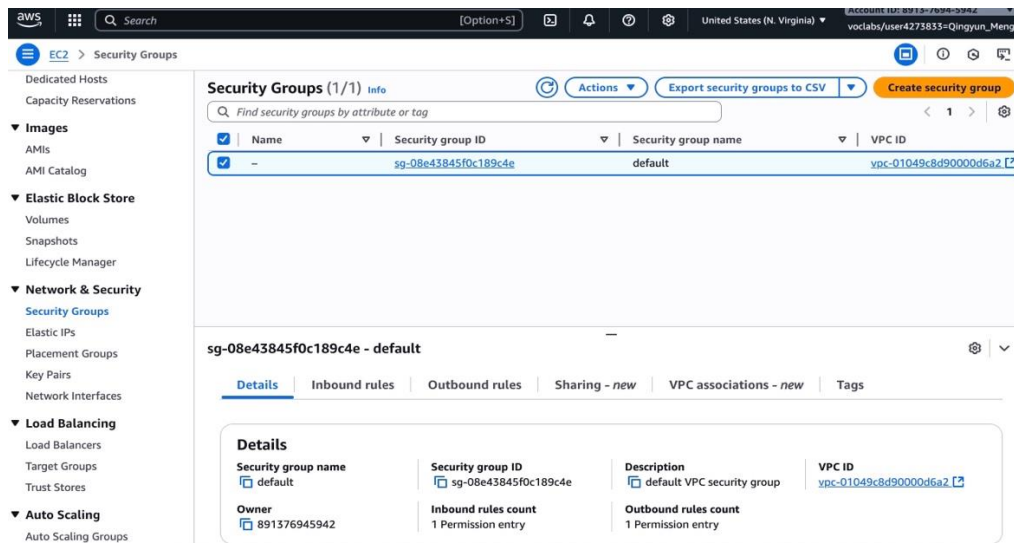 aws
Search
[Option+S]
United States (N. Virginia)
Account ID: 8913-7694-5942
voclabs/user4273833=Qingyun_Meng
EC2 > Security Groups
Dedicated Hosts
Capacity Reservations
Images
AMIs
AMI Catalog
Elastic Block Store
Volumes
Snapshots
Lifecycle Manager
Network & Security
Security Groups
Elastic IPs
Placement Groups
Key Pairs
Network Interfaces
Load Balancing
Load Balancers
Target Groups
Trust Stores
Auto Scaling
Auto Scaling Groups
Security Groups (1/1) Info
Actions
Export security groups to CSV
Create security group
Find security groups by attribute or tag
< 1 >
Name Security group ID Security group name VPC ID
– sg-08e43845f0c189c4e default vpc-01049c8d90000d6a2
sg-08e43845f0c189c4e - default
Details Inbound rules Outbound rules Sharing - new VPC associations - new Tags
Details
Security group name Security group ID Description VPC ID
default sg-08e43845f0c189c4e default VPC security group vpc-01049c8d90000d6a2
Owner Inbound rules count Outbound rules count
891376945942 1 Permission entry 1 Permission entry